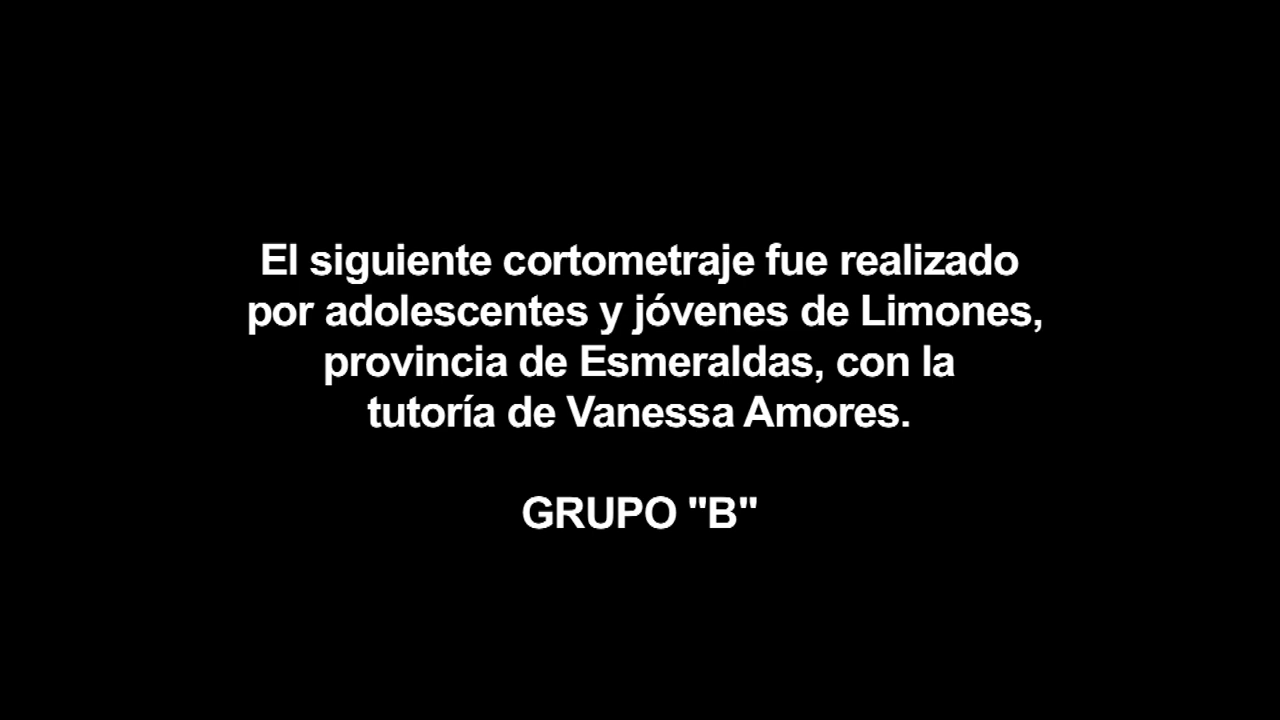 El siguiente cortometraje fue realizado
por adolescentes y jóvenes de Limones,
provincia de Esmeraldas, con la
tutoría de Vanessa Amores.
GRUPO "B"